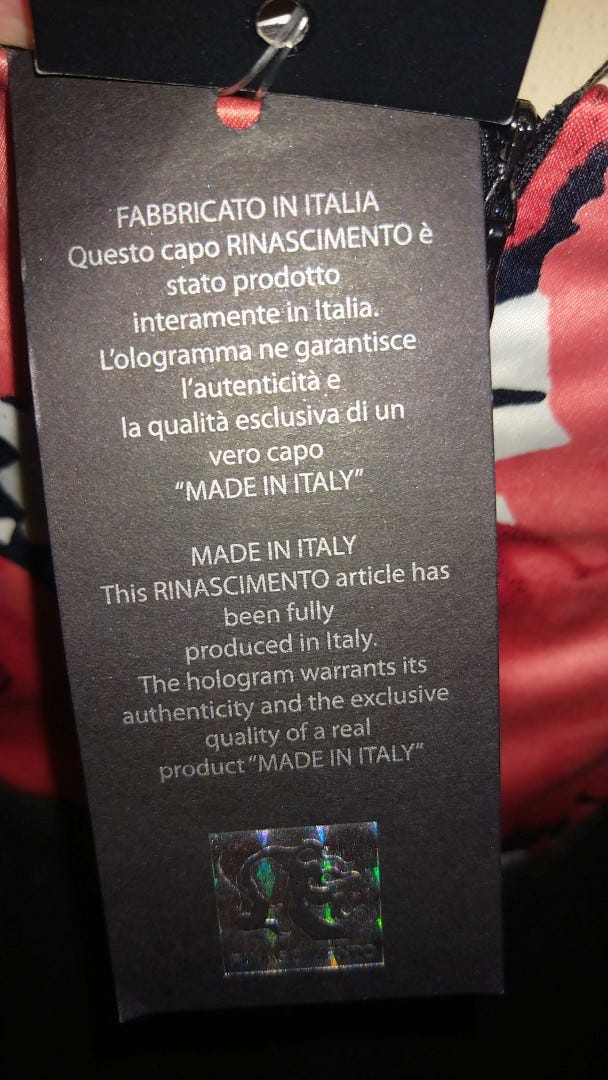 FABBRICATO IN ITALIA
Questo capo RINASCIMENTO è
stato prodotto
interamente in Italia.
L'ologramma ne garantisce
l'autenticità e
la qualità esclusiva di un
vero capo
"MADE IN ITALY"
MADE IN ITALY
This RINASCIMENTO article has
been fully
produced in Italy.
The hologram warrants its
authenticity and the exclusive
quality of a real
product "MADE IN ITALY"
RINASCIMENTO